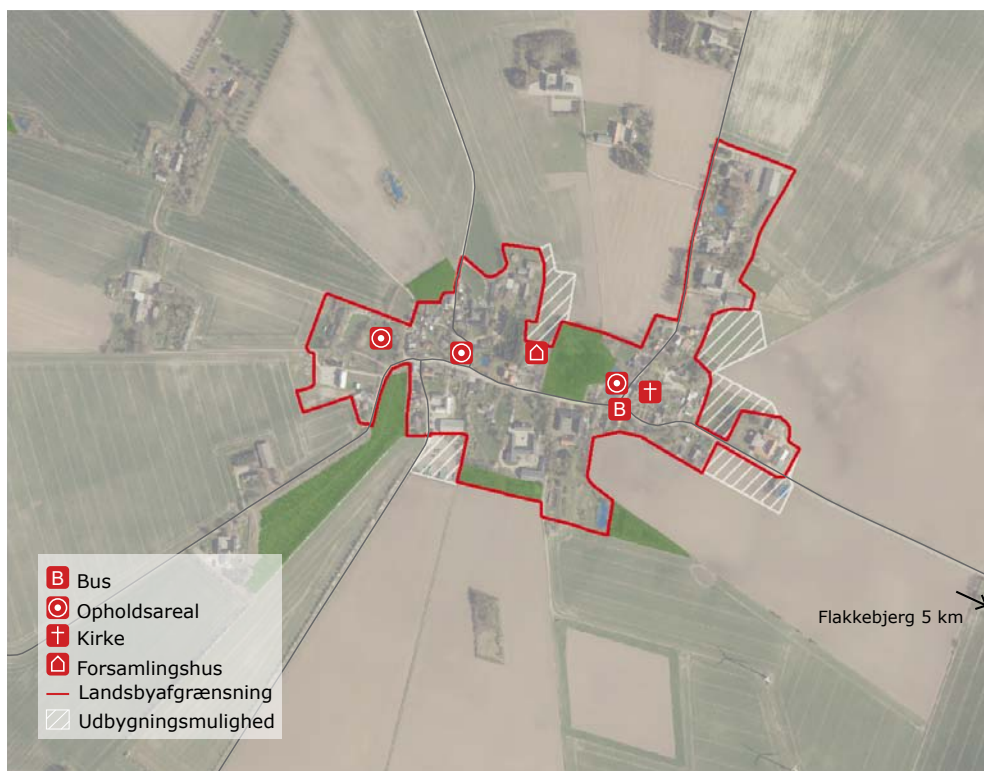 Flakkebjerg 5 km
B
B Bus
Opholdsareal
Kirke
Forsamlingshus
Landsbyafgrænsning
Udbygningsmulighed